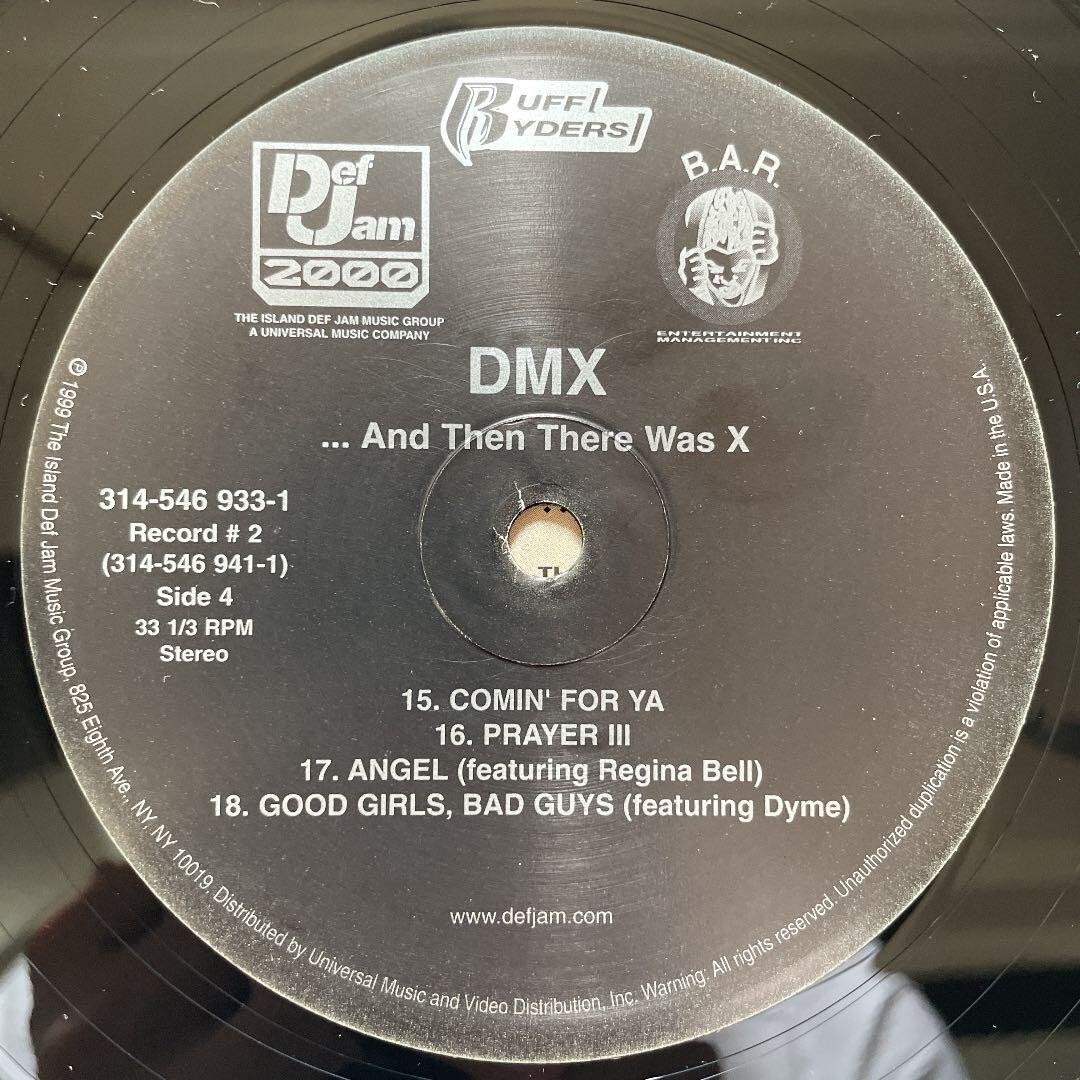 RUFF
RYDERS
Def
Jam
2000
THE ISLAND DEF JAM MUSIC GROUP
A UNIVERSAL MUSIC COMPANY
B.A.R.
ENTERTAINMENT
MANAGEMENT INC
DMX
... And Then There Was X
314-546 933-1
Record # 2
(314-546 941-1)
Side 4
33 1/3 RPM
Stereo
15. COMIN' FOR YA
16. PRAYER III
17. ANGEL (featuring Regina Bell)
18. GOOD GIRLS, BAD GUYS (featuring Dyme)
www.defjam.com
℗ 1999 The Island Def Jam Music Group, 825 Eighth Ave, NY, NY 10019. Distributed by Universal Music and Video Distribution, Inc. Warning: All rights reserved. Unauthorized duplication is a violation of applicable laws. Made in the U.S.A.